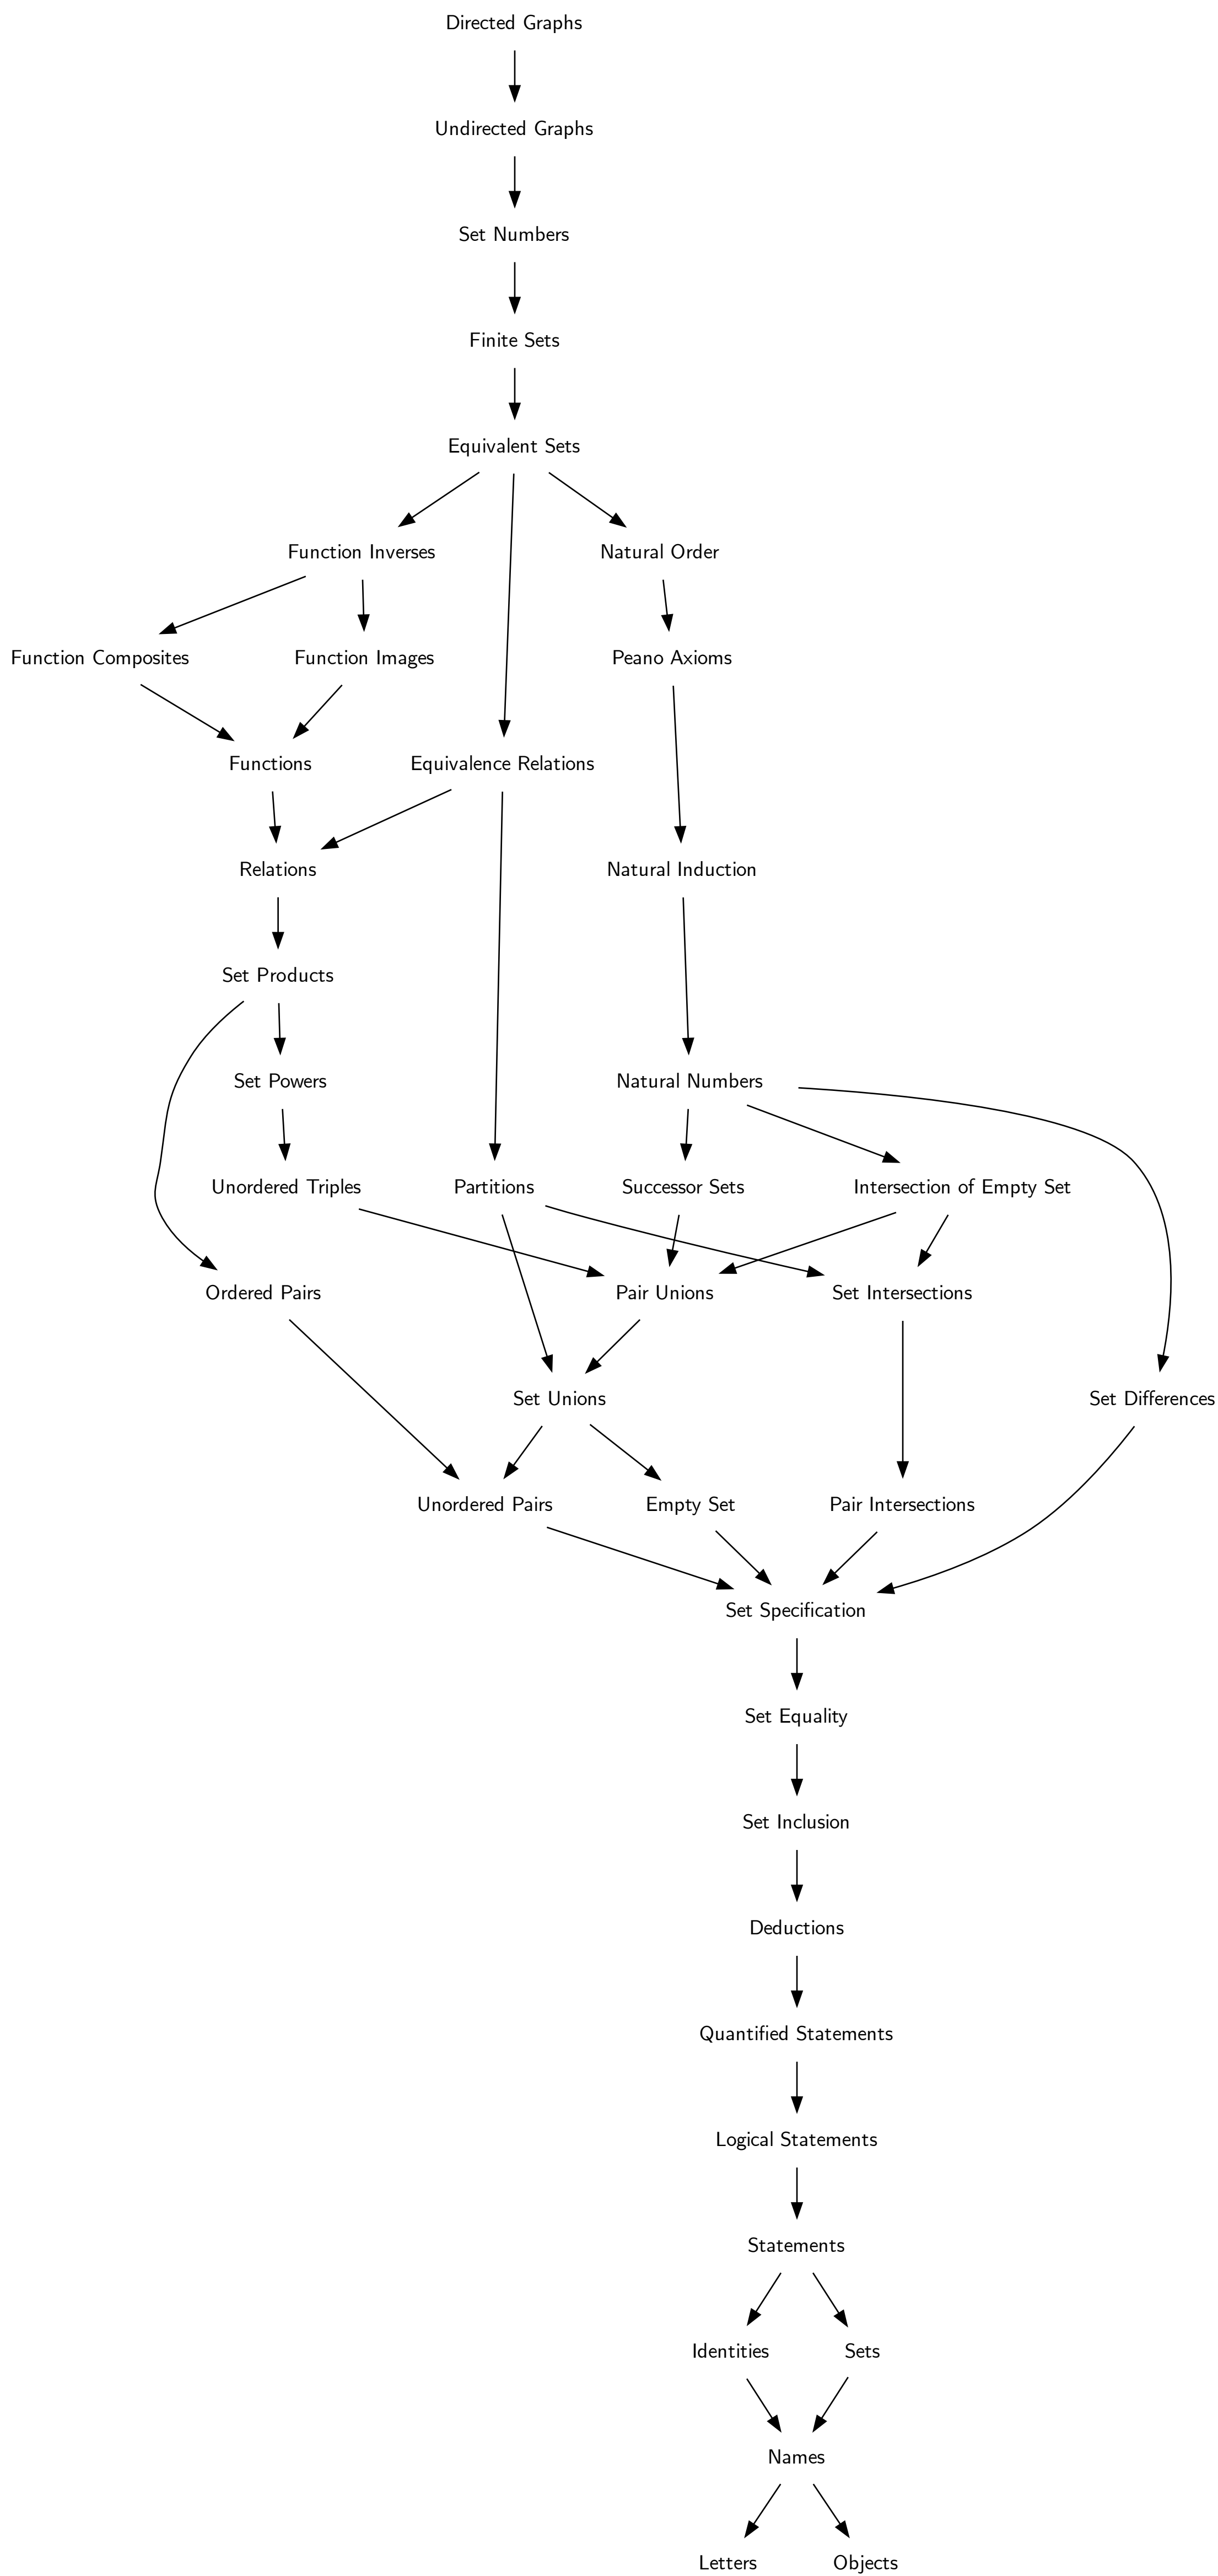 Directed Graphs
Undirected Graphs
Set Numbers
Finite Sets
Equivalent Sets
Function Inverses
Natural Order
Function Composites
Function Images
Peano Axioms
Functions
Equivalence Relations
Relations
Natural Induction
Set Products
Set Powers
Natural Numbers
Unordered Triples
Partitions
Successor Sets
Intersection of Empty Set
Ordered Pairs
Pair Unions
Set Intersections
Set Unions
Set Differences
Unordered Pairs
Empty Set
Pair Intersections
Set Specification
Set Equality
Set Inclusion
Deductions
Quantified Statements
Logical Statements
Statements
Identities
Sets
Names
Letters
Objects